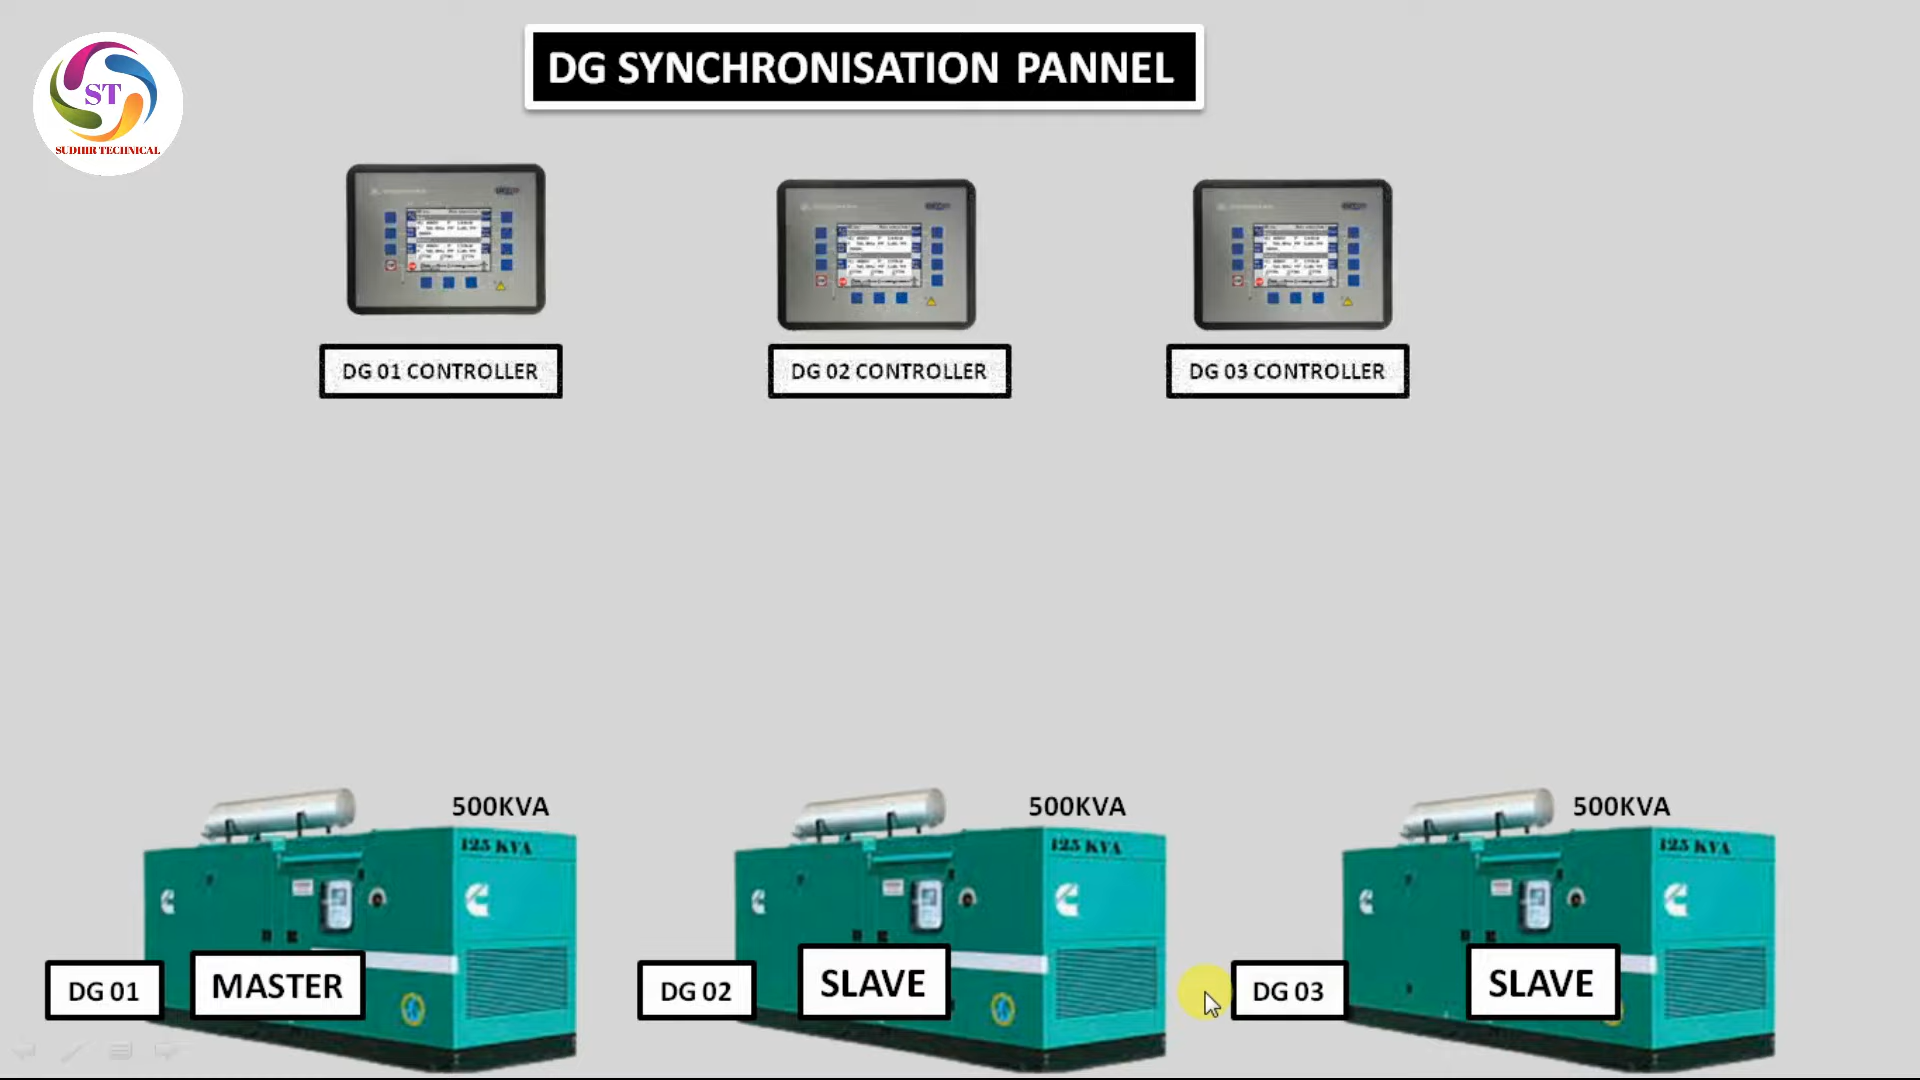 DG SYNCHRONISATION PANNEL
ST
SUDHIR TECHNICAL
DG 01 CONTROLLER
DG 02 CONTROLLER
DG 03 CONTROLLER
500KVA
500KVA
500KVA
125 KVA
125 KVA
125 KVA
DG 01
MASTER
DG 02
SLAVE
DG 03
SLAVE